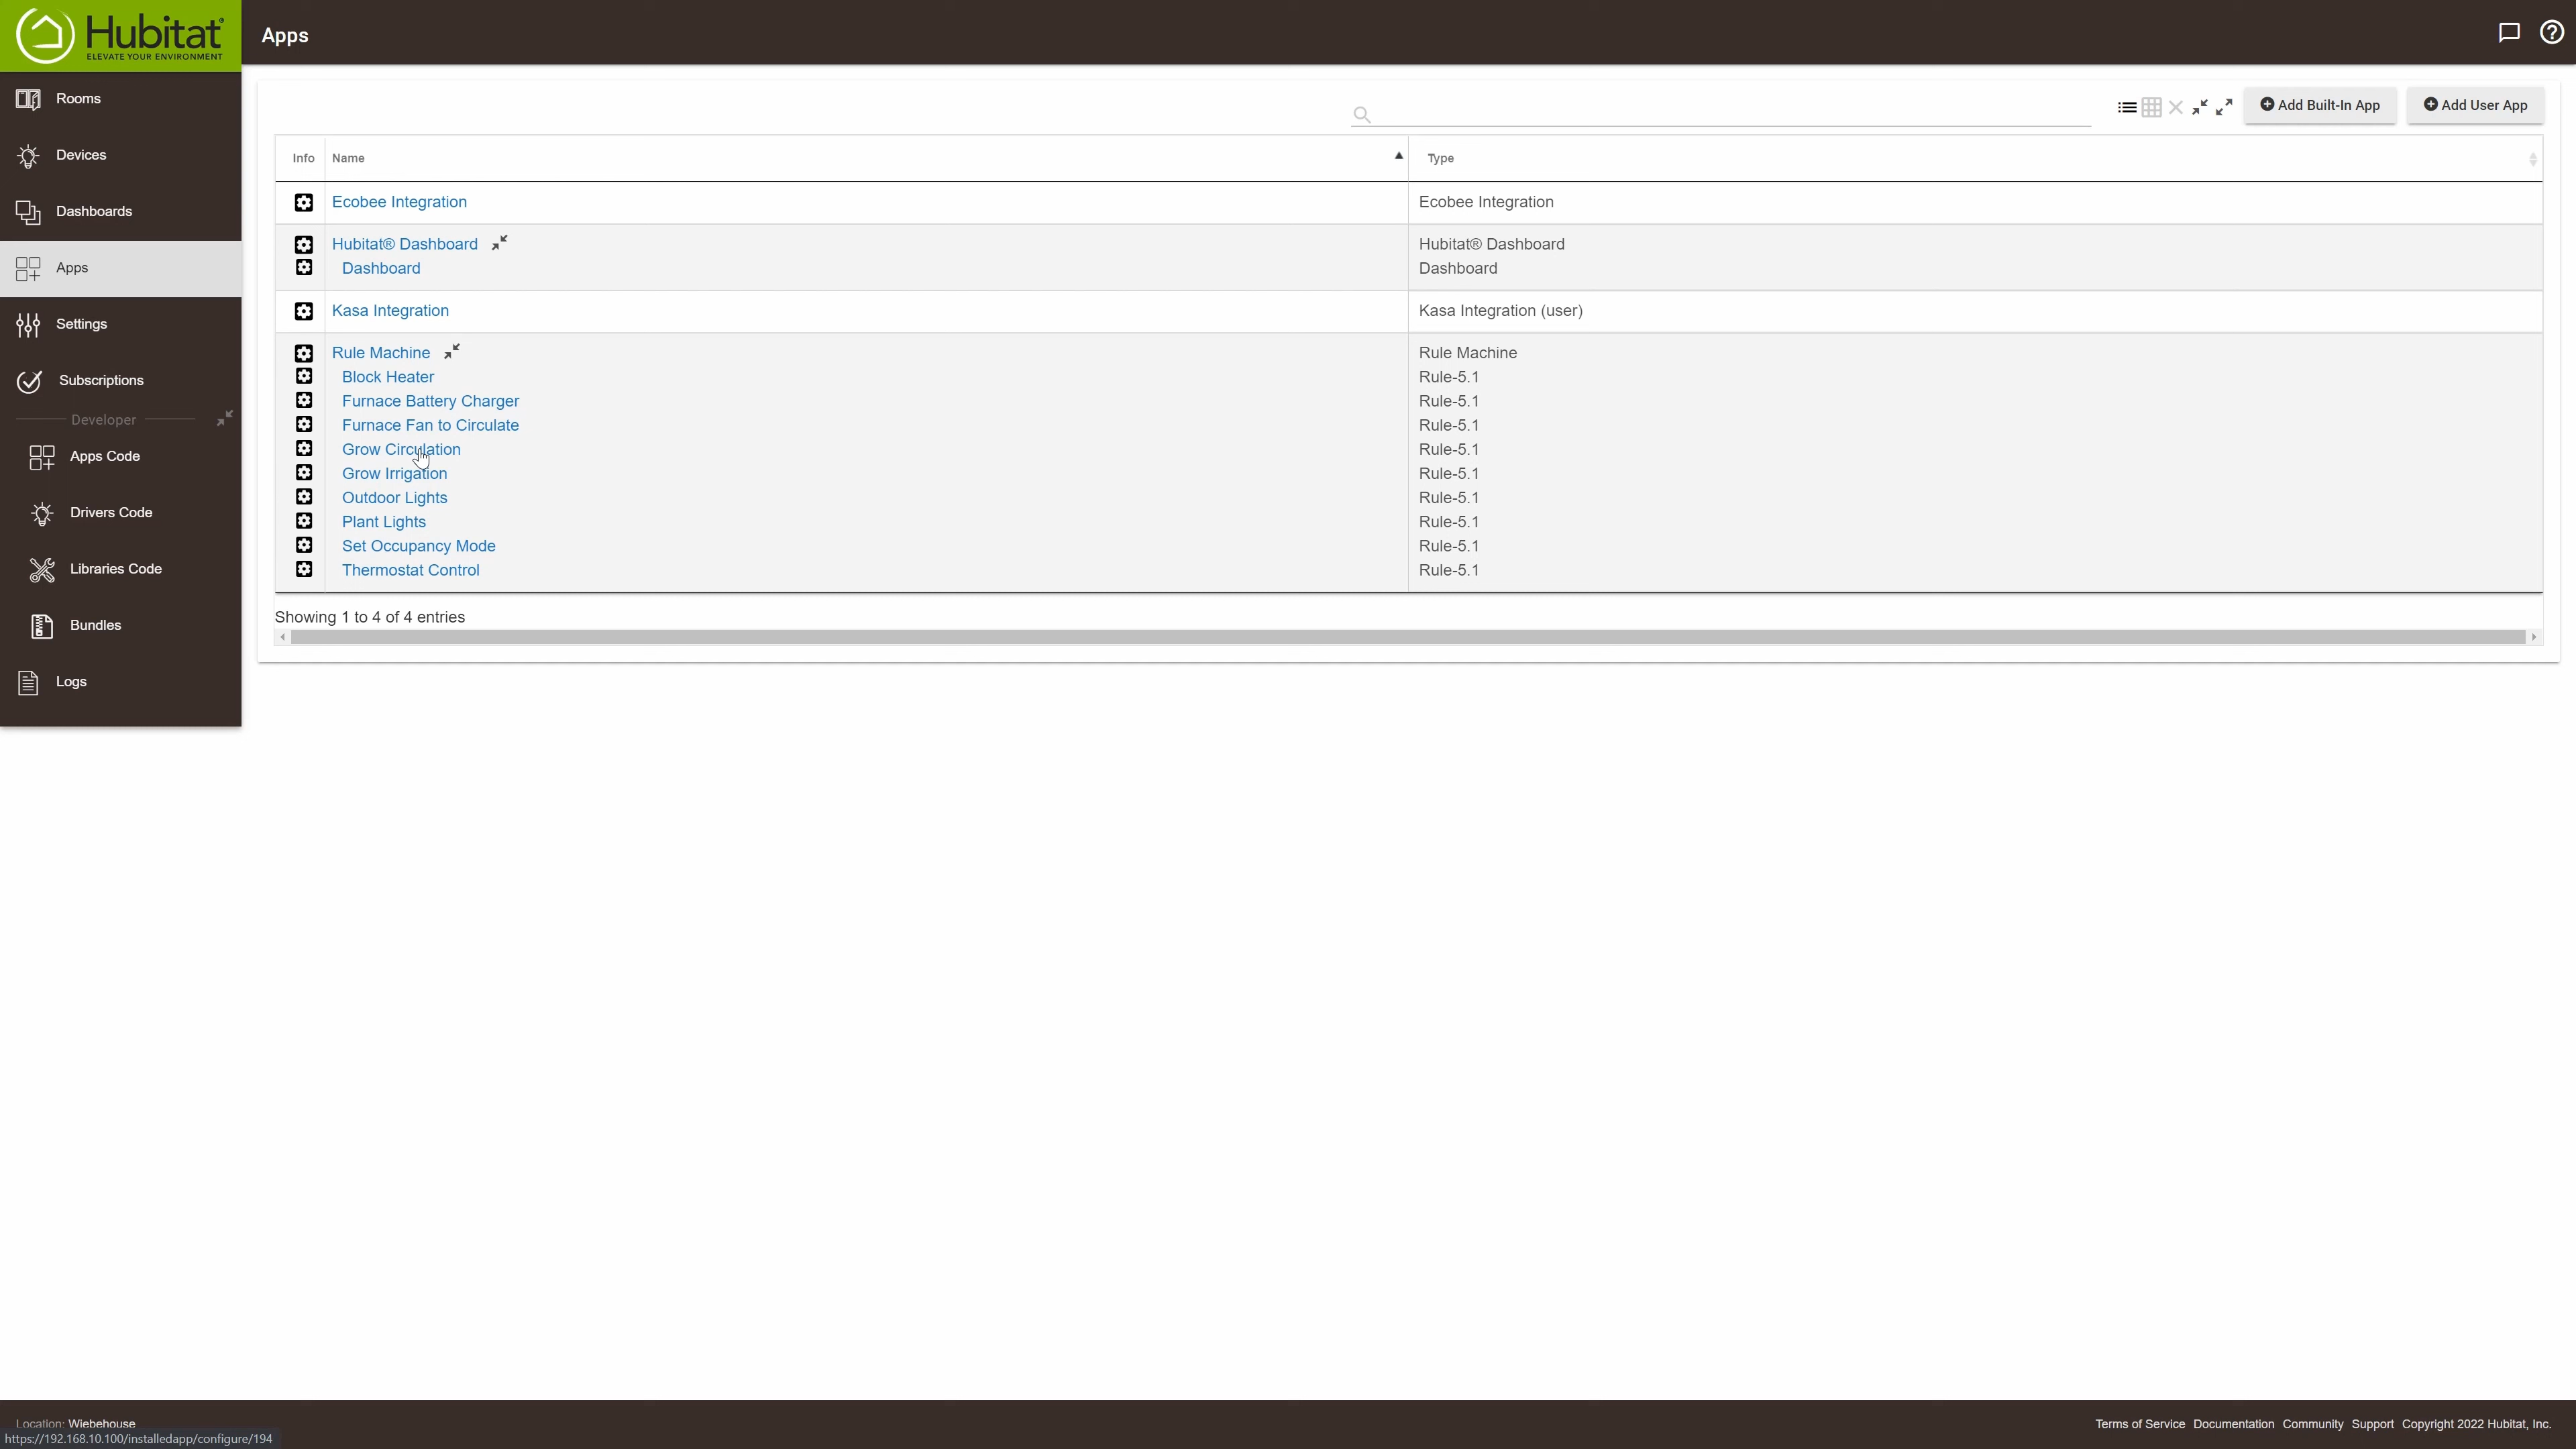 Hubitat®
ELEVATE YOUR ENVIRONMENT
Apps
Rooms
Devices
Dashboards
Apps
Settings
Subscriptions
Developer
Apps Code
Drivers Code
Libraries Code
Bundles
Logs
Add Built-In App
Add User App
Info Name Type
Ecobee Integration Ecobee Integration
Hubitat® Dashboard Hubitat® Dashboard
Dashboard Dashboard
Kasa Integration Kasa Integration (user)
Rule Machine Rule Machine
Block Heater Rule-5.1
Furnace Battery Charger Rule-5.1
Furnace Fan to Circulate Rule-5.1
Grow Circulation Rule-5.1
Grow Irrigation Rule-5.1
Outdoor Lights Rule-5.1
Plant Lights Rule-5.1
Set Occupancy Mode Rule-5.1
Thermostat Control Rule-5.1
Showing 1 to 4 of 4 entries
Location: Wiebehouse
https://192.168.10.100/installedapp/configure/194
Terms of Service Documentation Community Support Copyright 2022 Hubitat, Inc.